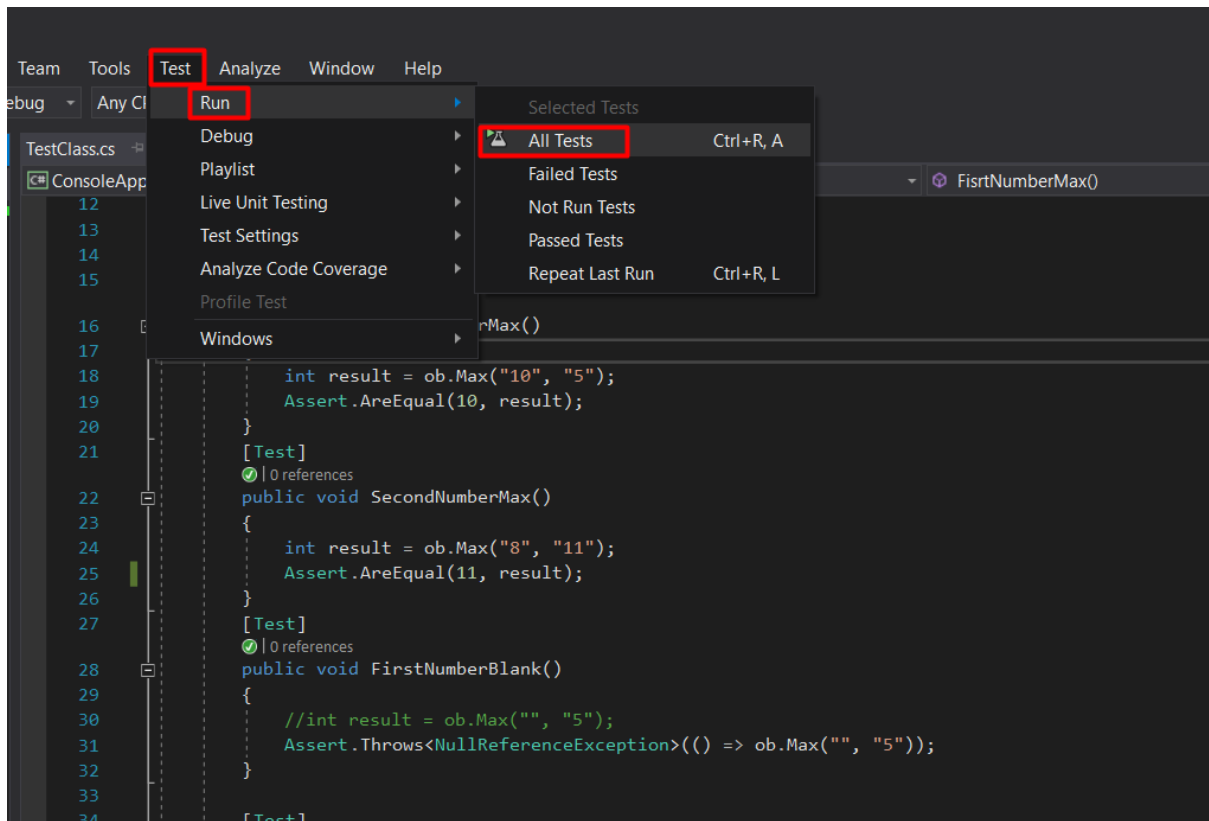 Team Tools Test Analyze Window Help
ebug Any CP
Run
Selected Tests
Debug
All Tests Ctrl+R, A
TestClass.cs
Playlist
Failed Tests
ConsoleApp
FisrtNumberMax()
12
Live Unit Testing
Not Run Tests
13
Test Settings
Passed Tests
14
Analyze Code Coverage
Repeat Last Run Ctrl+R, L
15
Profile Test
16 rMax()
Windows
17
18 int result = ob.Max("10", "5");
19 Assert.AreEqual(10, result);
20 }
21 [Test]
| 0 references
22 public void SecondNumberMax()
23 {
24 int result = ob.Max("8", "11");
25 Assert.AreEqual(11, result);
26 }
27 [Test]
| 0 references
28 public void FirstNumberBlank()
29 {
30 //int result = ob.Max("", "5");
31 Assert.Throws<NullReferenceException>(() => ob.Max("", "5"));
32 }
33
34 [Test]